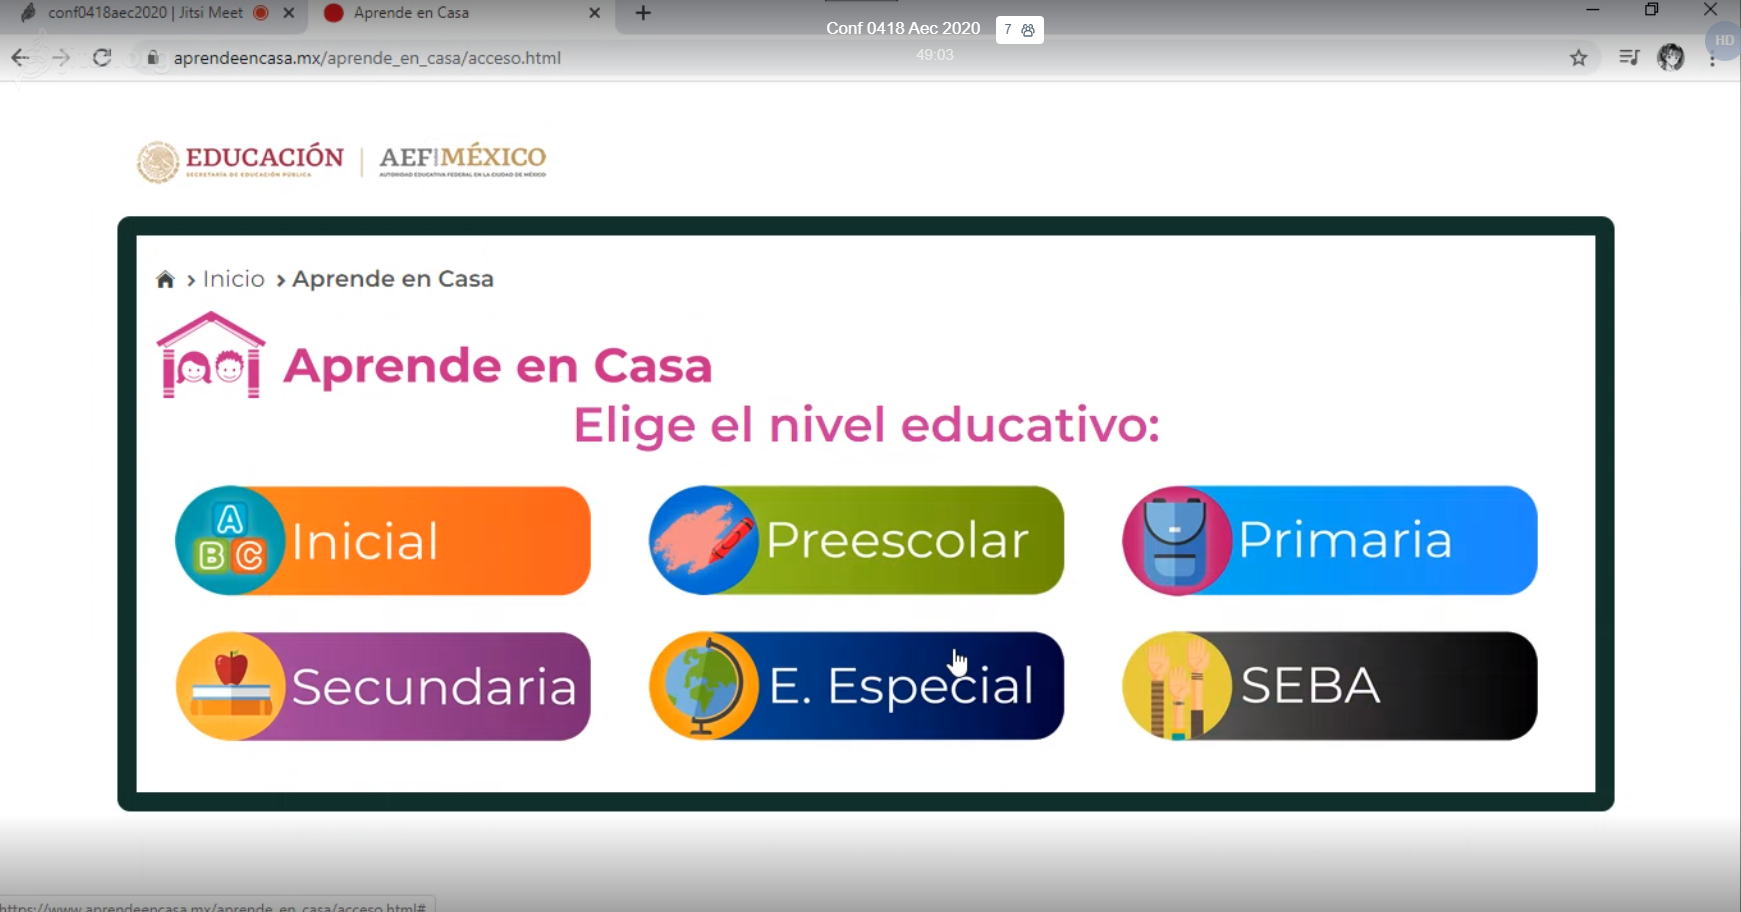 conf0418aec2020 | Jitsi Meet
Aprende en Casa
Conf 0418 Aec 2020 7
HD
49:03
aprendeencasa.mx/aprende_en_casa/acceso.html
EDUCACIÓN
SECRETARÍA DE EDUCACIÓN PÚBLICA
AEFMÉXICO
AUTORIDAD EDUCATIVA FEDERAL EN LA CIUDAD DE MÉXICO
> Inicio > Aprende en Casa
Aprende en Casa
Elige el nivel educativo:
A
B C
Inicial
Preescolar
Primaria
Secundaria
E. Especial
SEBA
https://www.aprendeencasa.mx/aprende_en_casa/acceso.html#